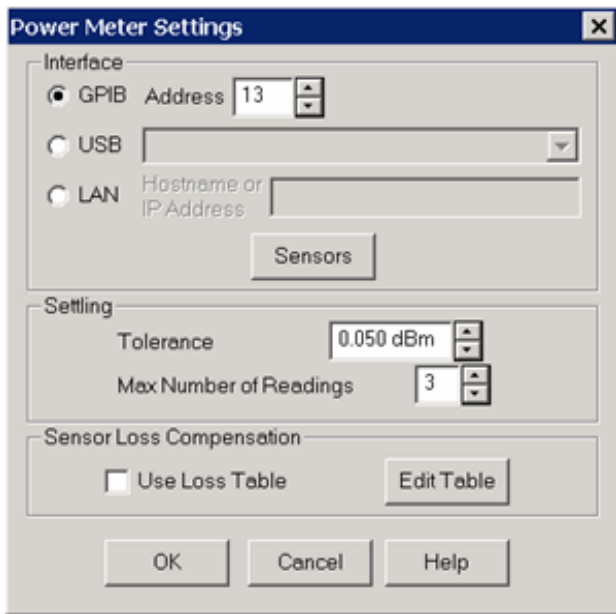 Power Meter Settings
Interface
GPIB Address 13
USB
LAN Hostname or
IP Address
Sensors
Settling
Tolerance 0.050 dBm
Max Number of Readings 3
Sensor Loss Compensation
Use Loss Table Edit Table
OK Cancel Help